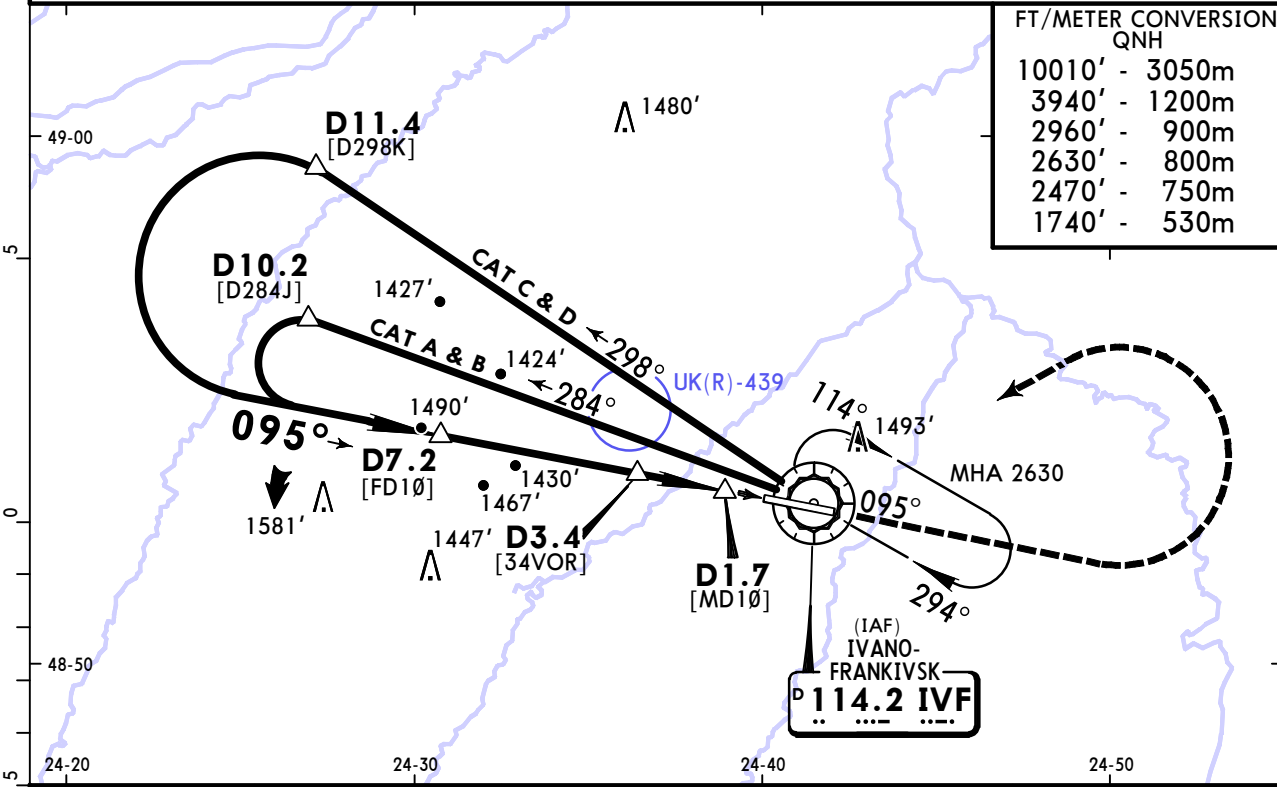 FT/METER CONVERSION
QNH
10010' - 3050m
3940' - 1200m
2960' - 900m
2630' - 800m
2470' - 750m
1740' - 530m
1480'
D11.4
[D298K]
49-00
5
D10.2
[D284J]
1427'
CAT C & D
298°
CAT A & B
1424'
284°
UK(R)-439
114°
1493'
MHA 2630
1490'
095°
D7.2
[FD1Ø]
1430'
1467'
095°
0
1581'
1447'
D3.4
[34VOR]
D1.7
[MD1Ø]
294°
(IAF)
IVANO-
FRANKIVSK
D 114.2 IVF
48-50
5
24-20
24-30
24-40
24-50